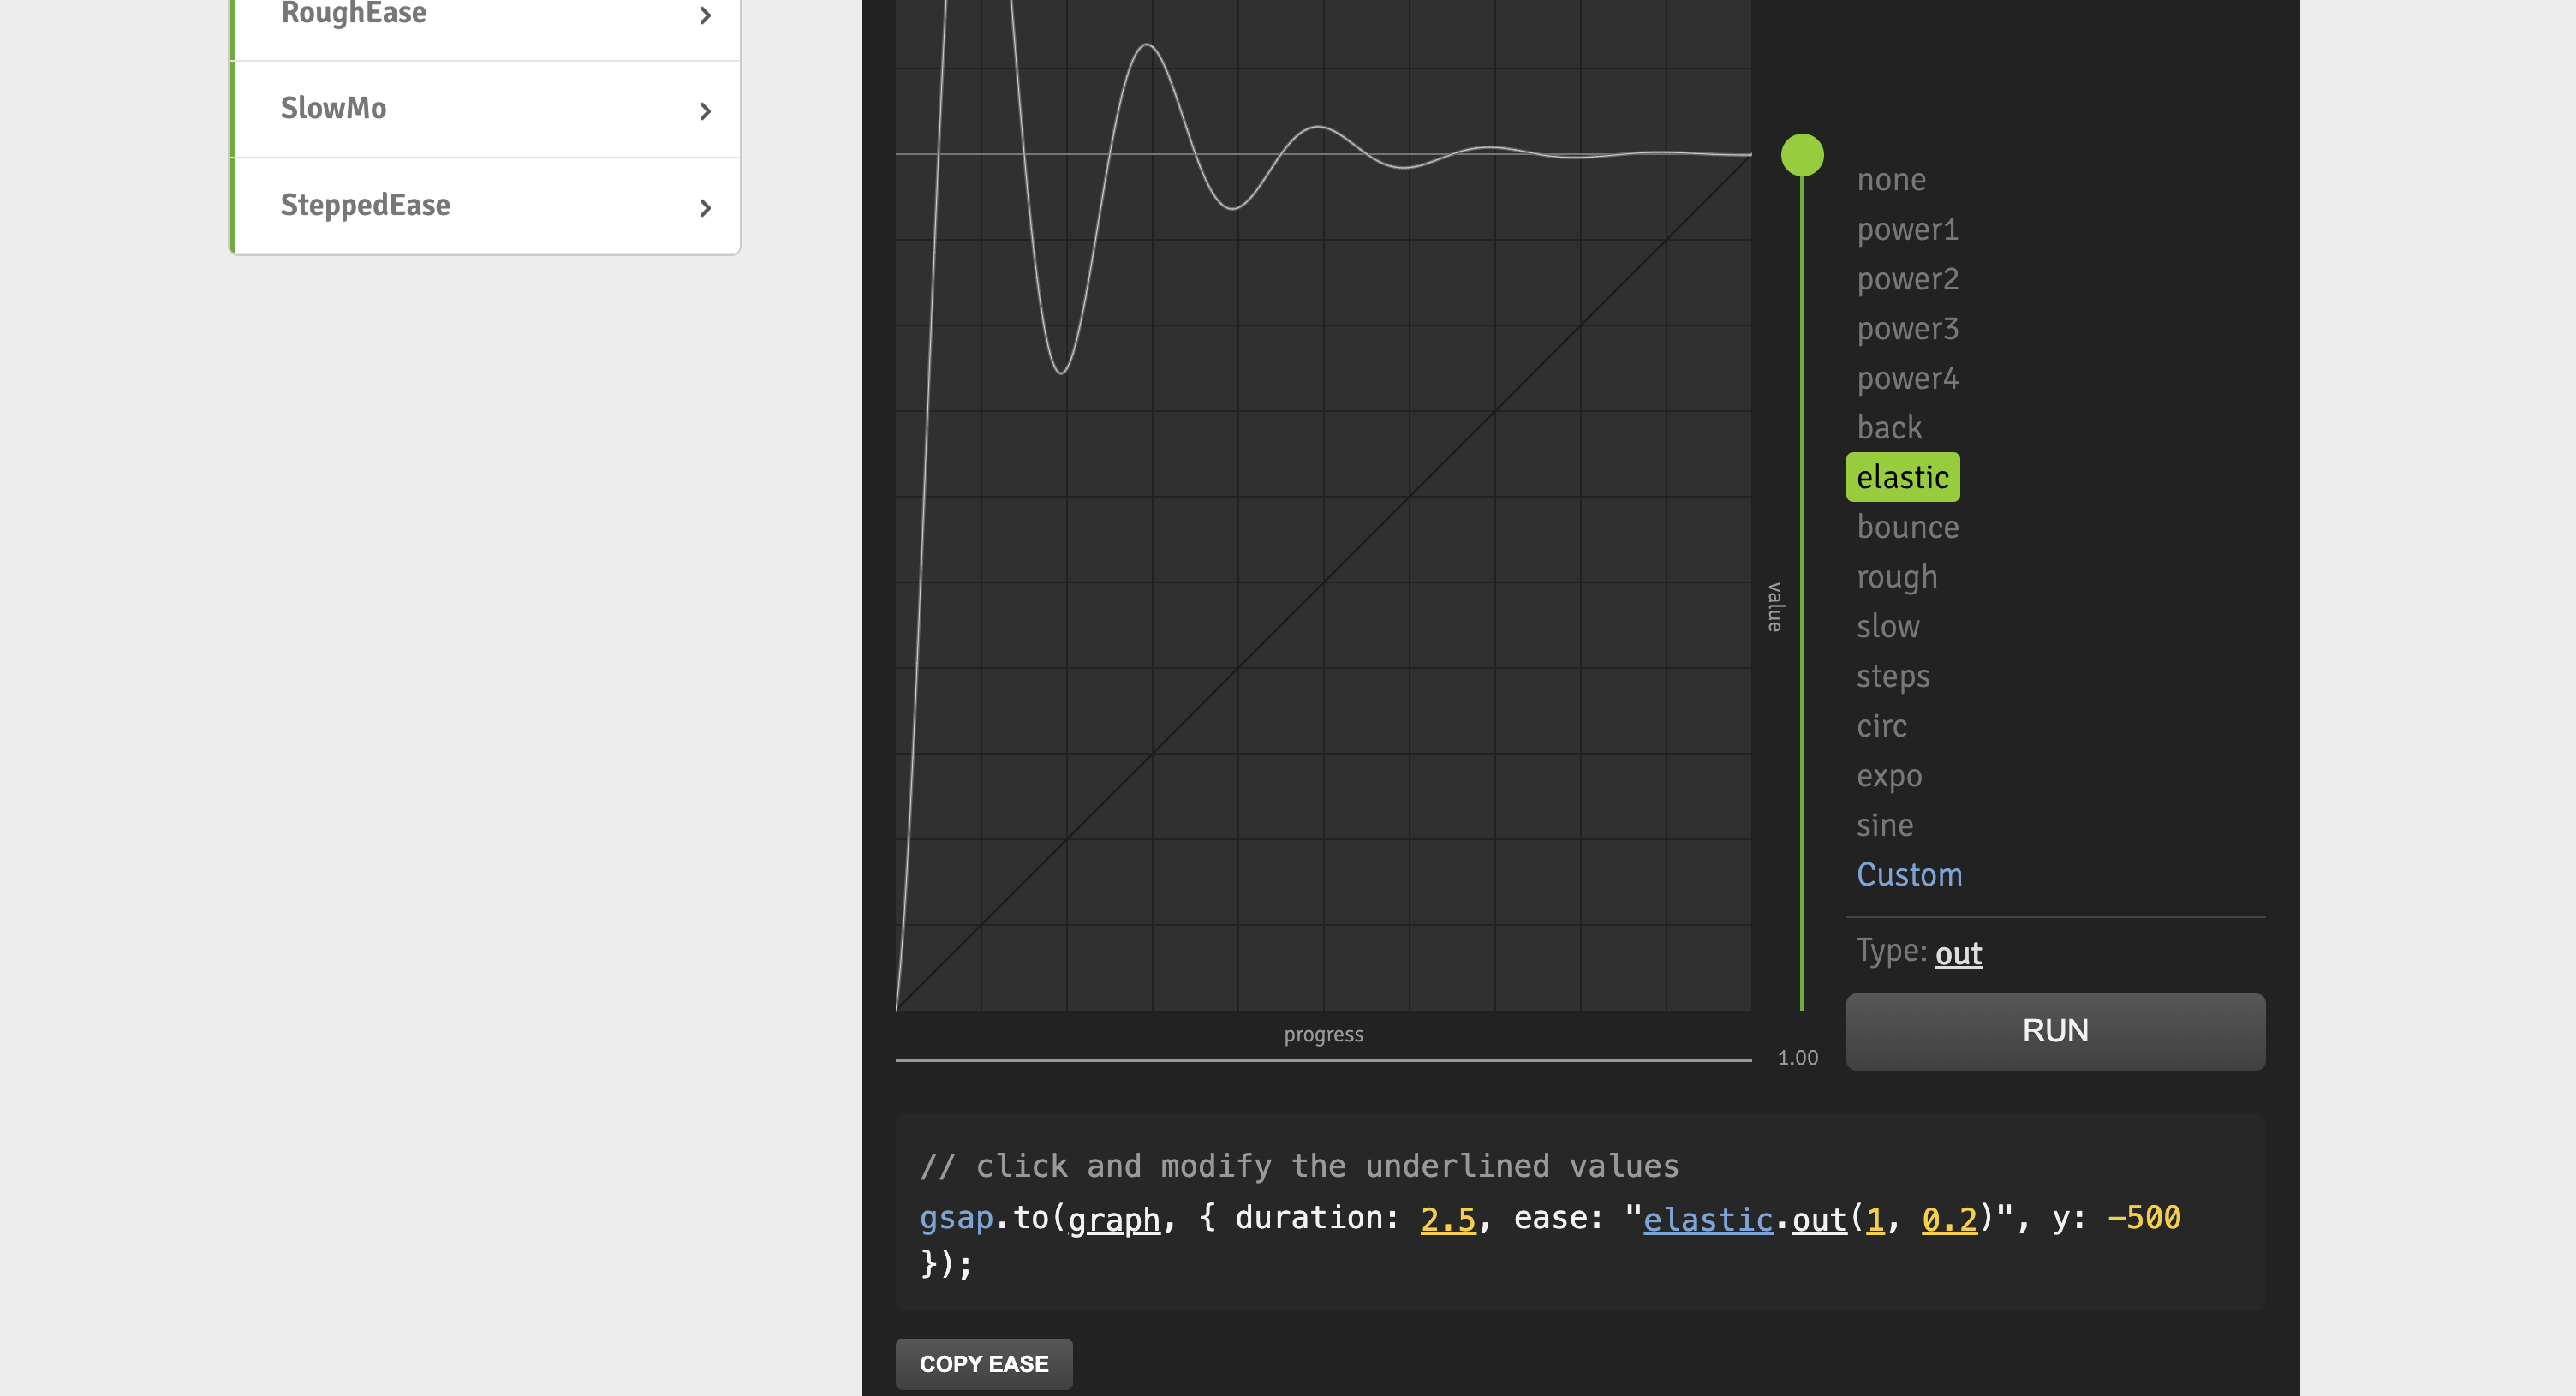 RoughEase
SlowMo
SteppedEase
none
power1
power2
power3
power4
back
elastic
bounce
rough
slow
steps
circ
expo
sine
Custom
value
Type: out
RUN
progress
1.00
// click and modify the underlined values
gsap.to(graph, { duration: 2.5, ease: "elastic.out(1, 0.2)", y: -500
});
COPY EASE